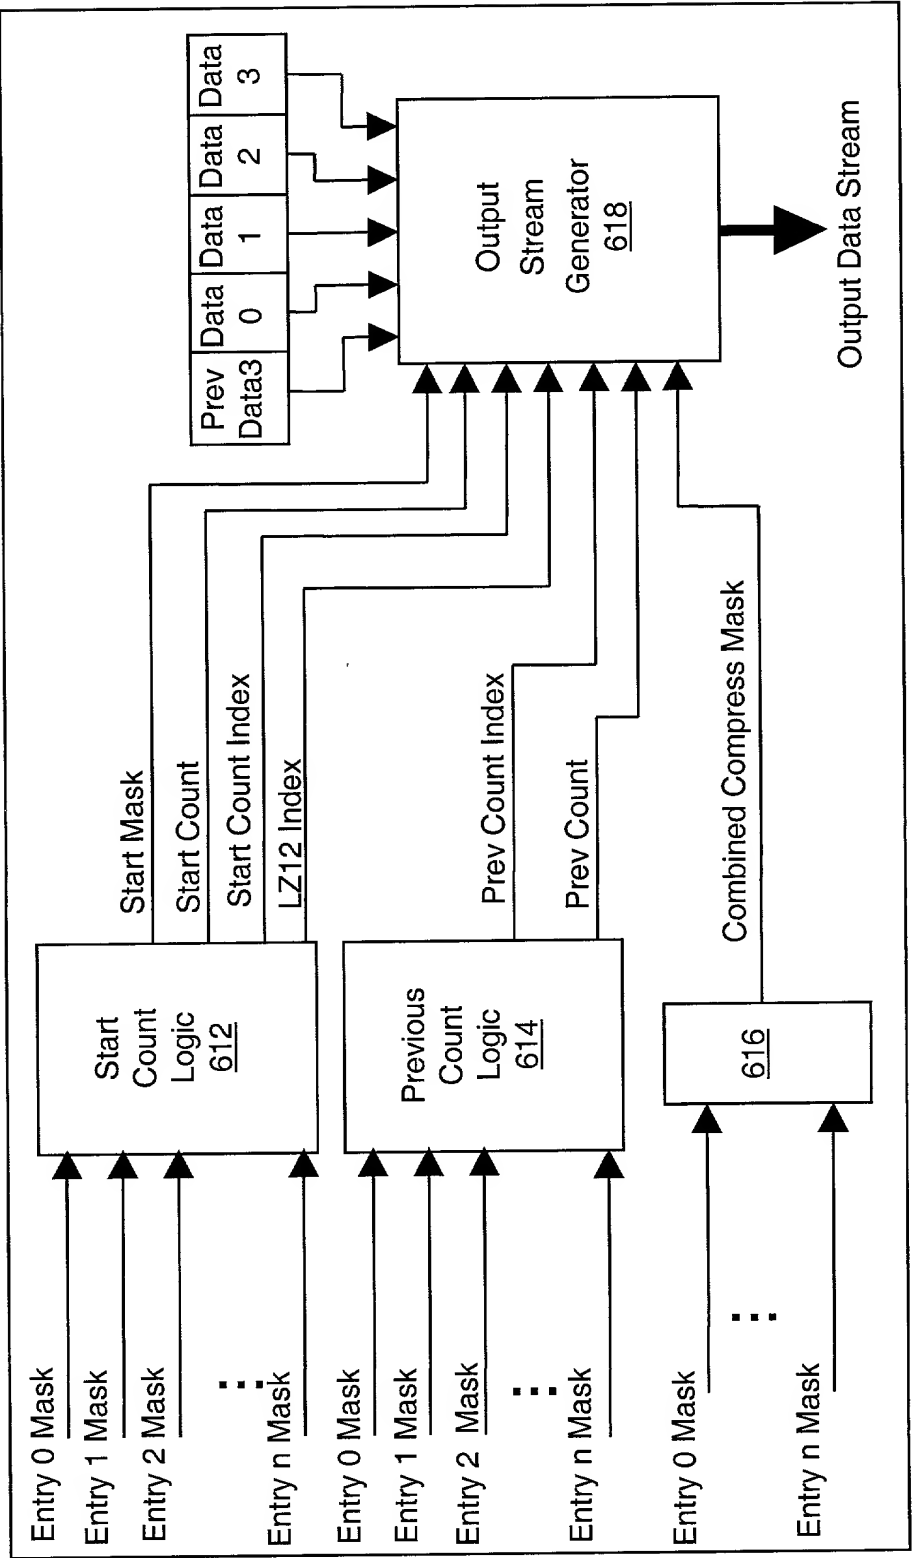 Entry 0 Mask
Entry 1 Mask
Entry 2 Mask
Entry n Mask
Start
Count
Logic
612
Start Mask
Start Count
Start Count Index
LZ12 Index
Entry 0 Mask
Entry 1 Mask
Entry 2 Mask
Entry n Mask
Previous
Count
Logic
614
Prev Count Index
Prev Count
Entry 0 Mask
Entry n Mask
616
Combined Compress Mask
Prev
Data3
Data
0
Data
1
Data
2
Data
3
Output
Stream
Generator
618
Output Data Stream